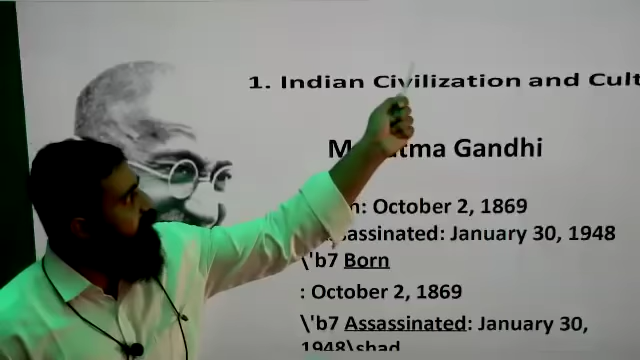 1. Indian Civilization and Cult
Gandhi
: October 2, 1869
assassinated: January 30, 1948
\'b7 Born
: October 2, 1869
\'b7 Assassinated: January 30,
1948\shad